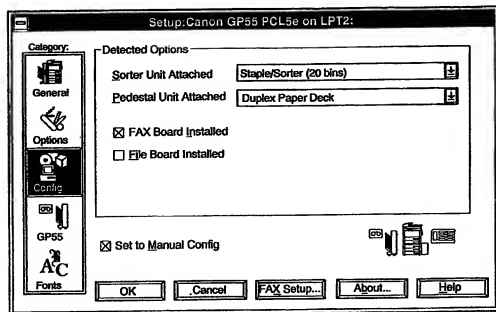 Setup:Canon GP55 PCL5e on LPT2:
Category:
General
Options
Config
GP55
Fonts
Detected Options
Sorter Unit Attached
Staple/Sorter (20 bins)
Pedestal Unit Attached
Duplex Paper Deck
FAX Board Installed
File Board Installed
Set to Manual Config
OK
.Cancel
FAX Setup...
About...
Help